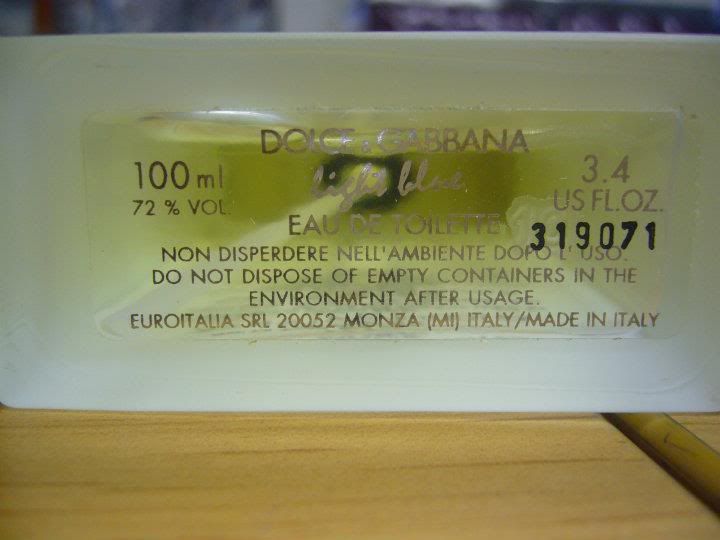 DOLCE & GABBANA
100 ml light blue 3.4
72 % VOL. US FL.OZ.
EAU DE TOILETTE
319071
NON DISPERDERE NELL'AMBIENTE DOPO L'USO.
DO NOT DISPOSE OF EMPTY CONTAINERS IN THE
ENVIRONMENT AFTER USAGE.
EUROITALIA SRL 20052 MONZA (MI) ITALY/MADE IN ITALY